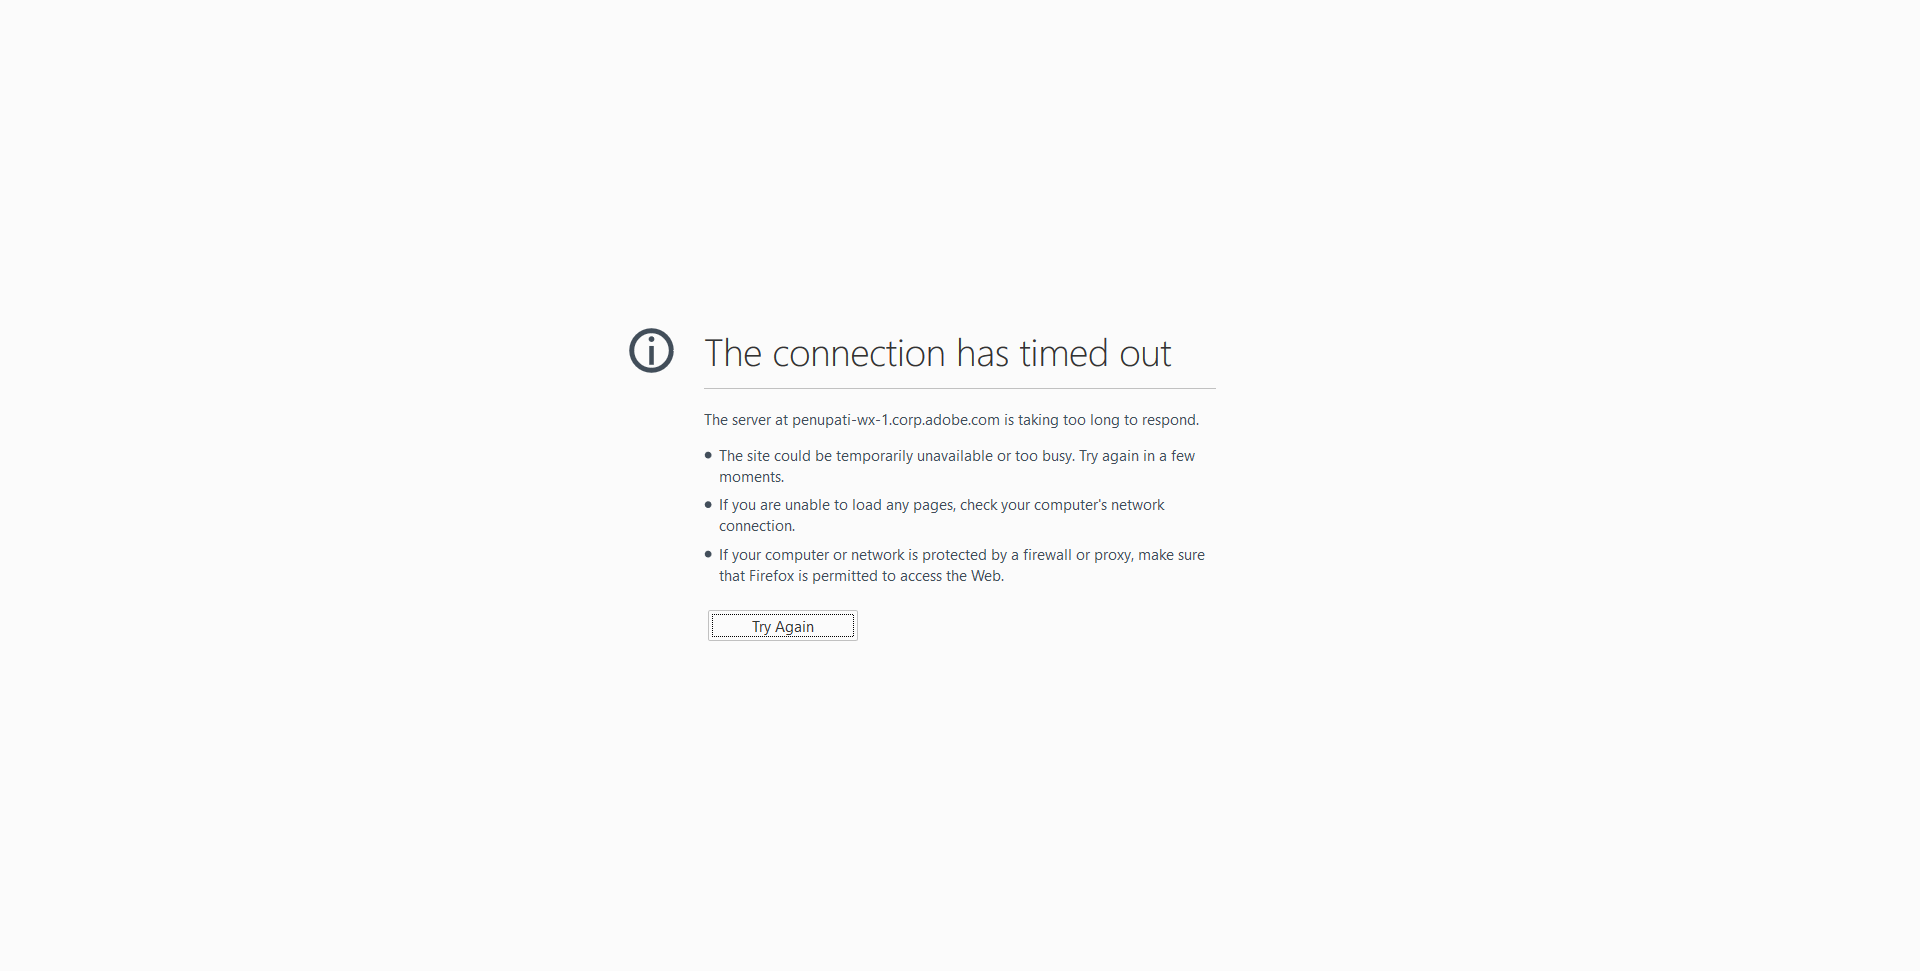 The connection has timed out
The server at penupati-wx-1.corp.adobe.com is taking too long to respond.
● The site could be temporarily unavailable or too busy. Try again in a few
moments.
● If you are unable to load any pages, check your computer's network
connection.
● If your computer or network is protected by a firewall or proxy, make sure
that Firefox is permitted to access the Web.
Try Again